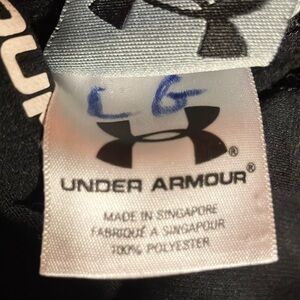 LG
UNDER ARMOUR®
MADE IN SINGAPORE
FABRIQUÉ A SINGAPOUR
100% POLYESTER